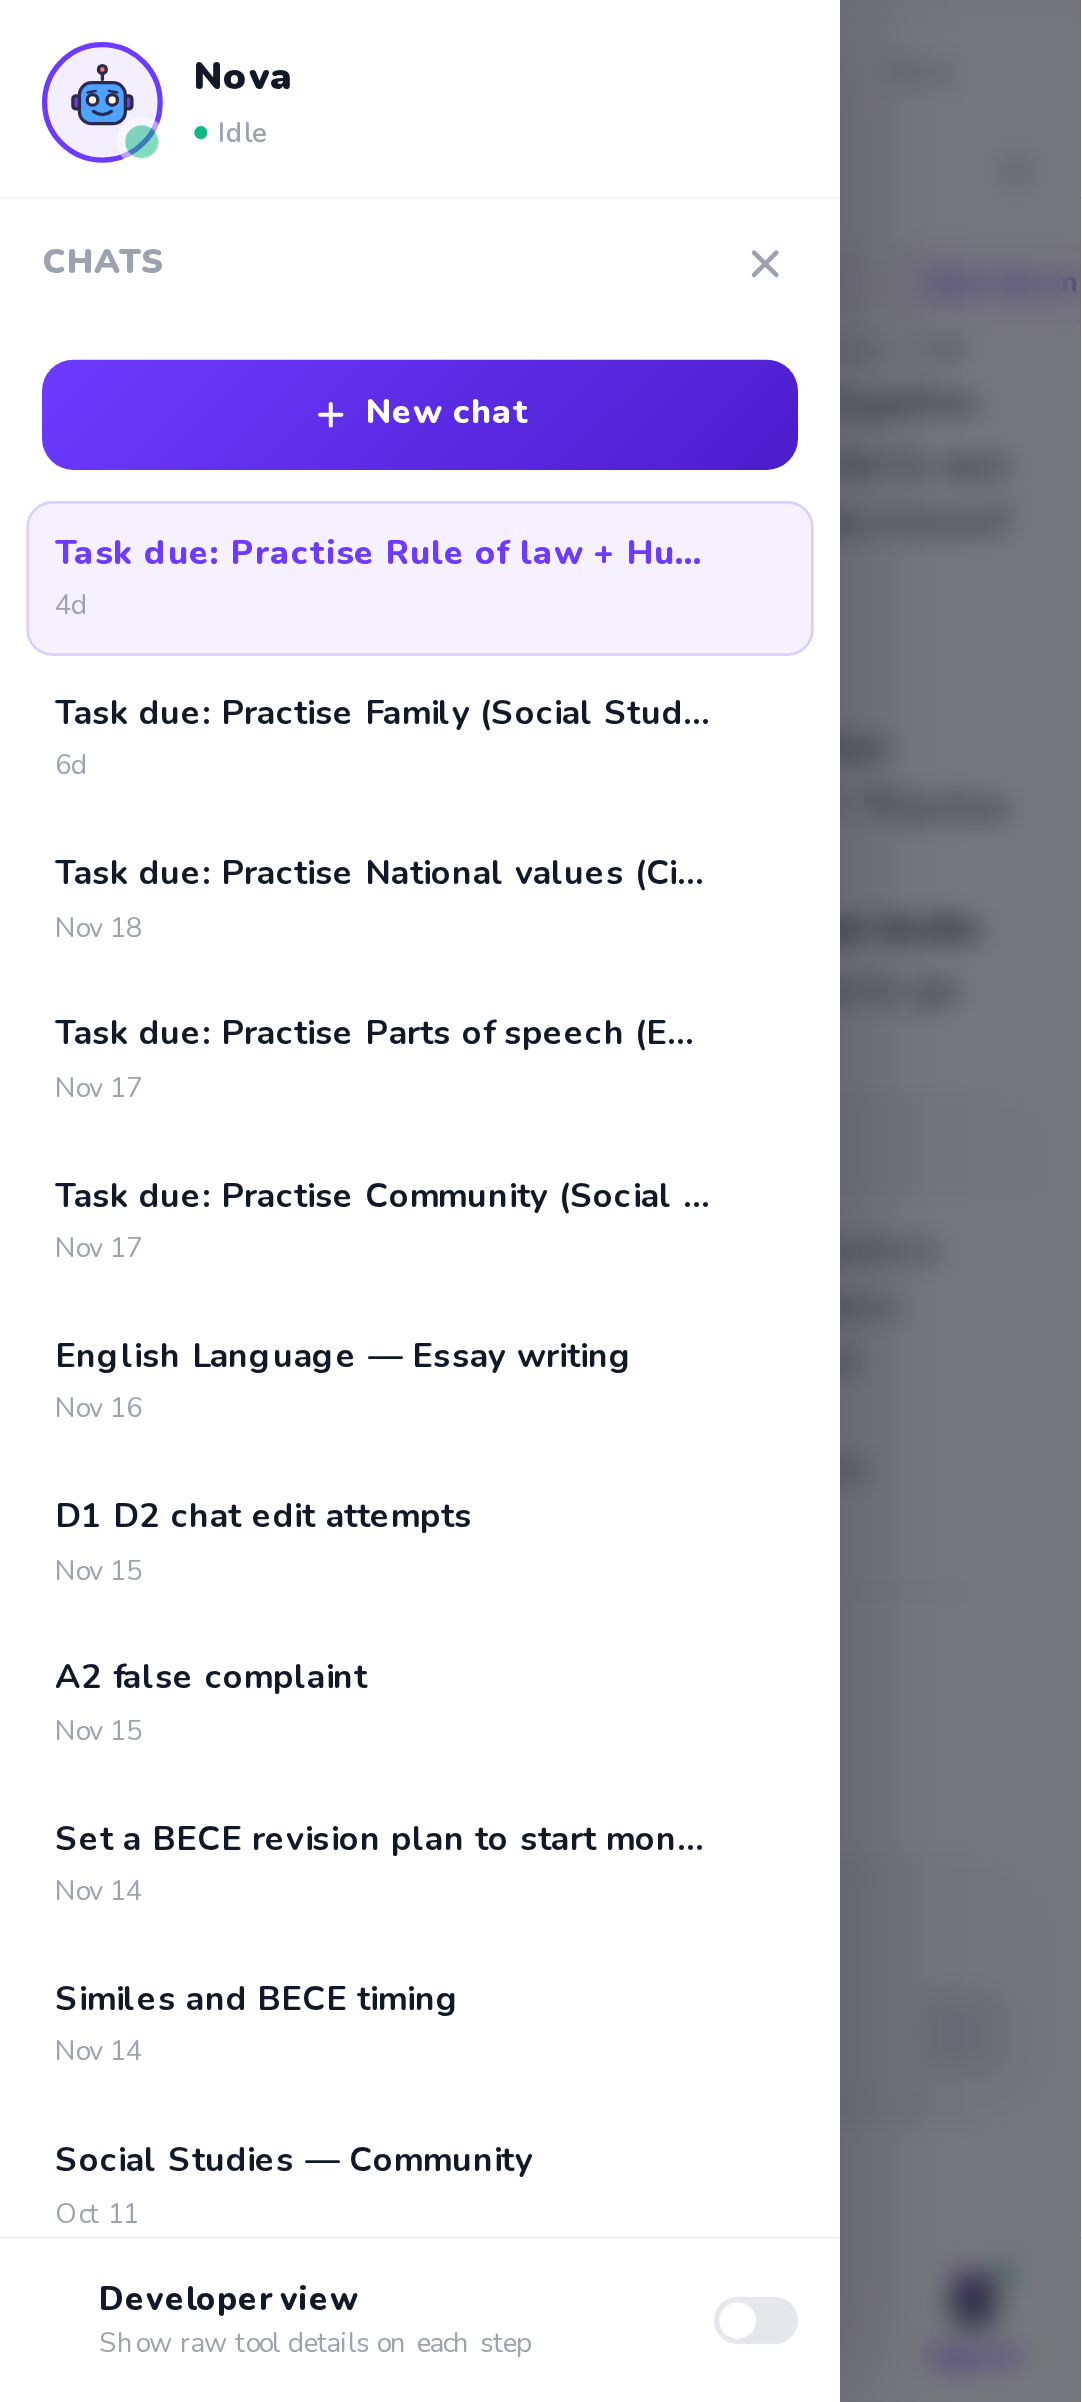 Nova
Idle
CHATS
+ New chat
Task due: Practise Rule of law + Hu...
4d
Task due: Practise Family (Social Stud...
6d
Task due: Practise National values (Ci...
Nov 18
Task due: Practise Parts of speech (E...
Nov 17
Task due: Practise Community (Social ...
Nov 17
English Language — Essay writing
Nov 16
D1 D2 chat edit attempts
Nov 15
A2 false complaint
Nov 15
Set a BECE revision plan to start mon...
Nov 14
Similes and BECE timing
Nov 14
Social Studies — Community
Oct 11
Developer view
Show raw tool details on each step